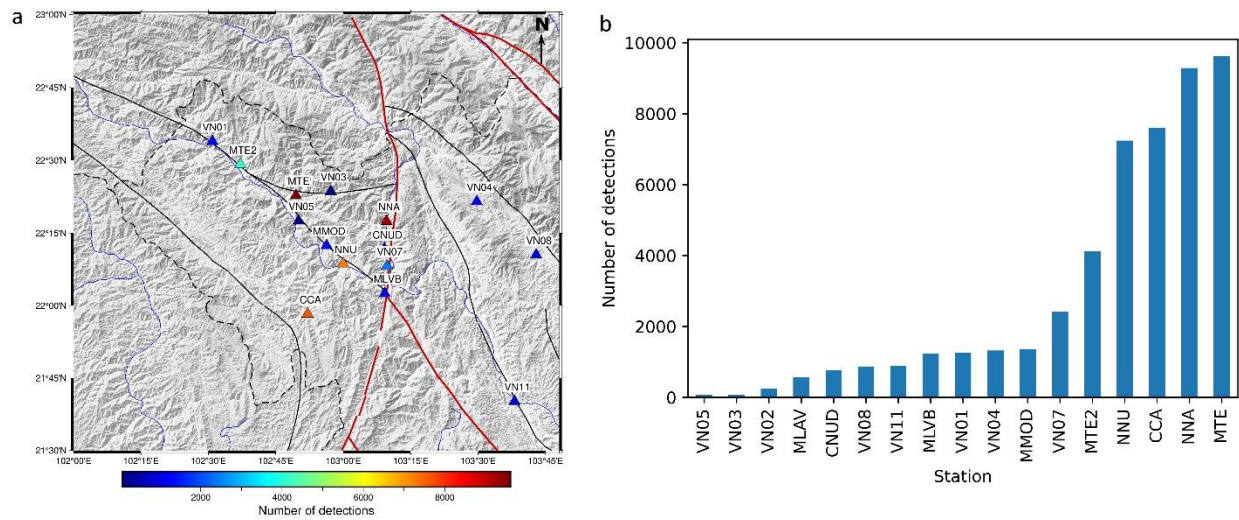 a
23°00'N
N
22°45'N
VN01
22°30'N
MTE2
MTE
VN03
VN04
VN05
NNA
22°15'N
MMOD
CNUD
VN08
NNU
VN07
22°00'N
MLVB
CCA
21°45'N
VN11
21°30'N
102°0'E 102°15'E 102°30'E 102°45'E 103°00'E 103°15'E 103°30'E 103°45'E
2000 4000 6000 8000
Number of detections
b
10000
8000
6000
4000
2000
0
Number of detections
VN05 VN03 VN02 MLAV CNUD VN08 VN11 MLVB VN01 VN04 MMOD VN07 MTE2 NNU CCA NNA MTE
Station